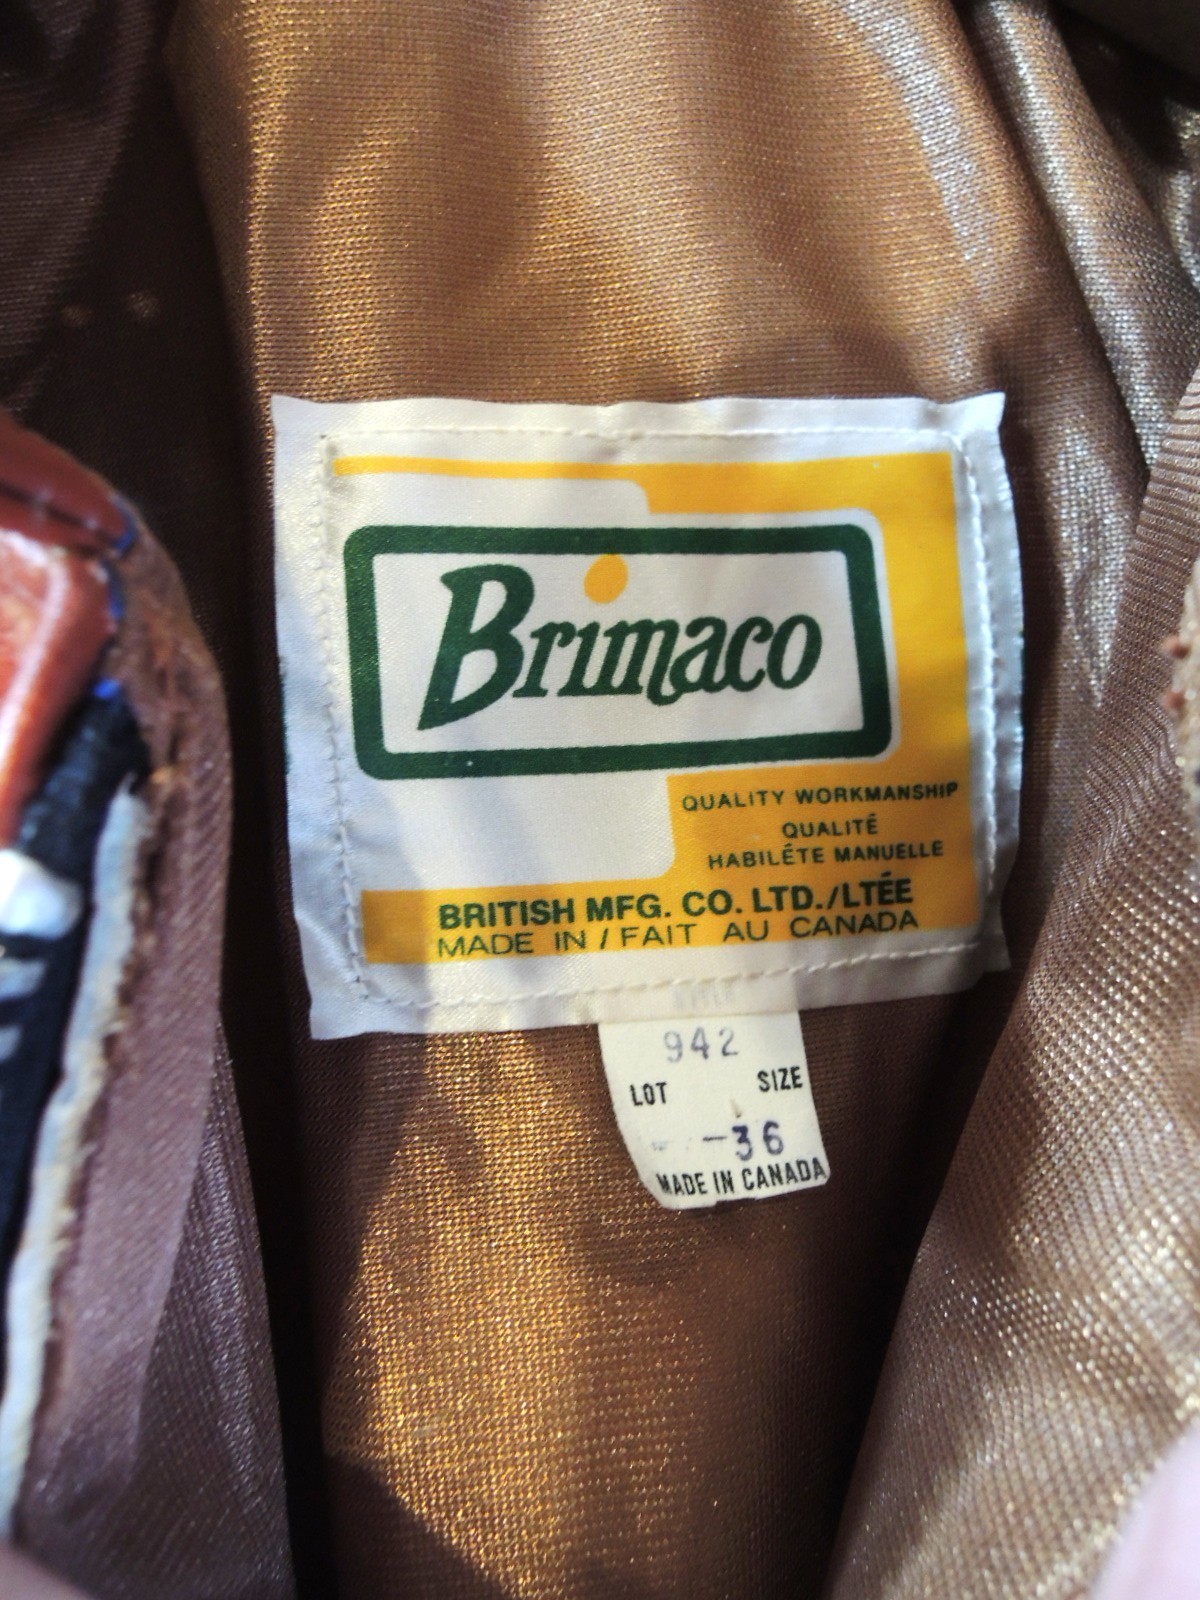 Brimaco
QUALITY WORKMANSHIP
QUALITÉ
HABILÉTE MANUELLE
BRITISH MFG. CO. LTD./LTÉE
MADE IN / FAIT AU CANADA
942
LOT SIZE
-36
MADE IN CANADA